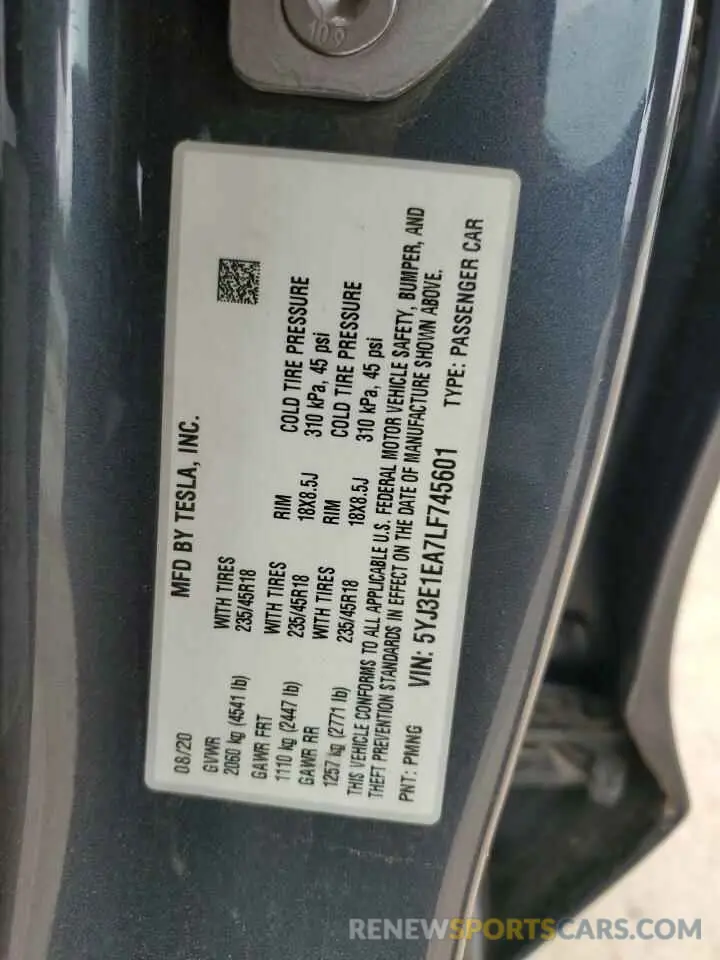 109
MFD BY TESLA, INC.
08/20
GVWR WITH TIRES RIM COLD TIRE PRESSURE
2060 kg (4541 lb) 235/45R18 18X8.5J 310 kPa, 45 psi
GAWR FRT WITH TIRES RIM COLD TIRE PRESSURE
1110 kg (2447 lb) 235/45R18 18X8.5J 310 kPa, 45 psi
GAWR RR WITH TIRES
1257 kg (2771 lb) 235/45R18
THIS VEHICLE CONFORMS TO ALL APPLICABLE U.S. FEDERAL MOTOR VEHICLE SAFETY, BUMPER, AND
THEFT PREVENTION STANDARDS IN EFFECT ON THE DATE OF MANUFACTURE SHOWN ABOVE.
PNT: PMNG VIN: 5YJ3E1EA7LF745601 TYPE: PASSENGER CAR
RENEWSPORTSCARS.COM